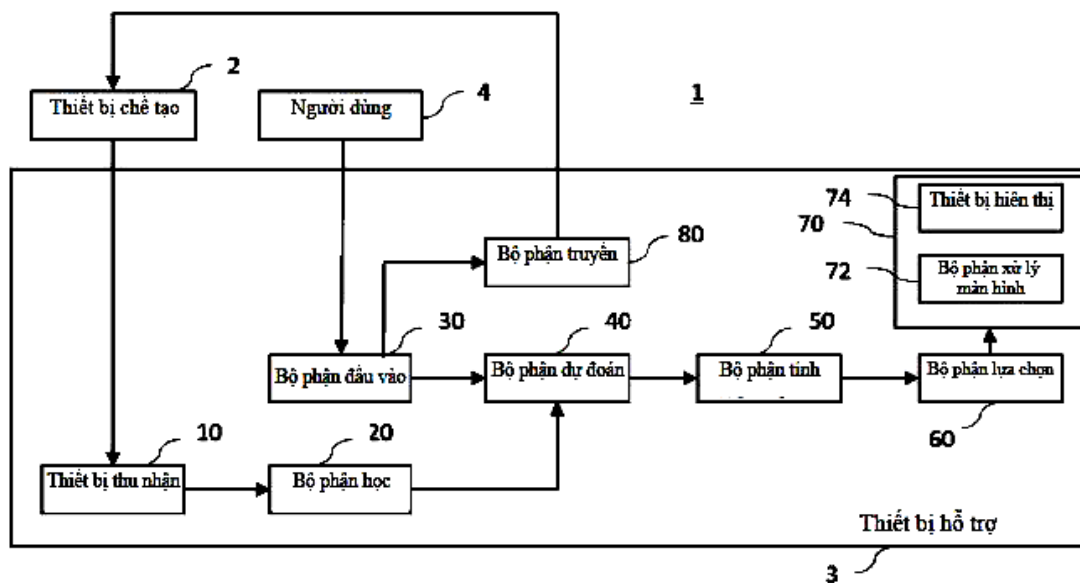 2
4
1
Thiết bị chế tạo
Người dùng
74
Thiết bị hiển thị
70
80
Bộ phận truyền
72
Bộ phận xử lý
màn hình
30
40
50
Bộ phận đầu vào
Bộ phận dự đoán
Bộ phận tính
Bộ phận lựa chọn
60
10
20
Thiết bị thu nhận
Bộ phận học
Thiết bị hỗ trợ
3